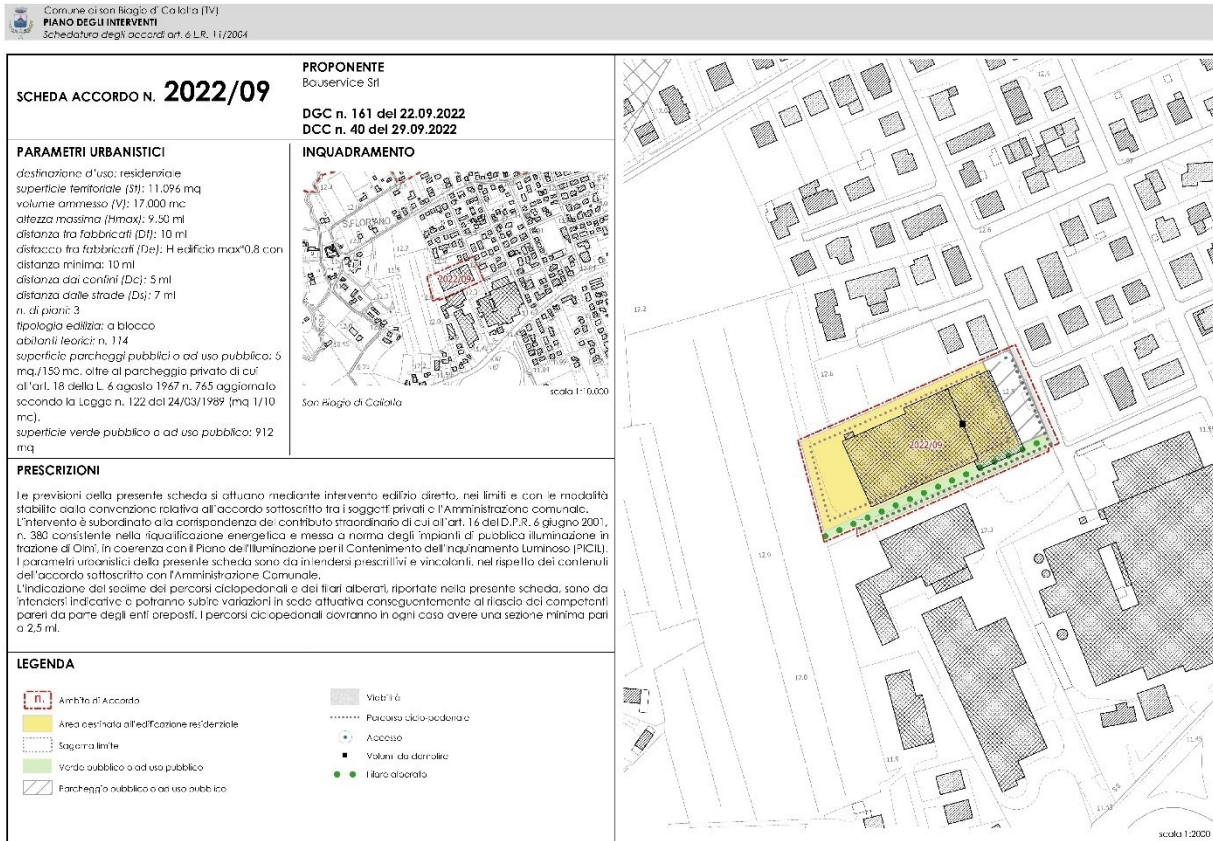 Comune di San Biagio di Callalta (TV)
PIANO DEGLI INTERVENTI
Schedatura degli accordi art. 6 L.R. 11/2004
SCHEDA ACCORDO N. 2022/09
PROPONENTE
Bauservice Srl
DGC n. 161 del 22.09.2022
DCC n. 40 del 29.09.2022
PARAMETRI URBANISTICI
destinazione d'uso: residenziale
superficie territoriale (St): 11.096 mq
volume ammesso (V): 17.000 mc
altezza massima (Hmax): 9.50 ml
distanza tra fabbricati (Df): 10 ml
distacco tra fabbricati (De): H edificio max*0.8 con
distanza minima: 10 ml
distanza dai confini (Dc): 5 ml
distanza dalle strade (Ds): 7 ml
n. di piani: 3
tipologia edilizia: a blocco
abitanti teorici: n. 114
superficie parcheggi pubblici o ad uso pubblico: 5
mq./150 mc. oltre al parcheggio privato di cui
all'art. 18 della L. 6 agosto 1967 n. 765 aggiornato
secondo la Legge n. 122 del 24/03/1989 (mq 1/10
mc).
superficie verde pubblico o ad uso pubblico: 912
mq
INQUADRAMENTO
S.FLORIANO
2022/09
scala 1:10.000
San Biagio di Callalta
PRESCRIZIONI
Le previsioni della presente scheda si attuano mediante intervento edilizio diretto, nei limiti e con le modalità
stabilite dalla convenzione relativa all'accordo sottoscritto tra i soggetti privati e l'Amministrazione comunale.
L'intervento è subordinato alla corrispondenza del contributo straordinario di cui all'art. 16 del D.P.R. 6 giugno 2001,
n. 380 consistente nella riqualificazione energetica e messa a norma degli impianti di pubblica illuminazione in
frazione di Olmi, in coerenza con il Piano dell'Illuminazione per il Contenimento dell'Inquinamento Luminoso (PICIL).
I parametri urbanistici della presente scheda sono da intendersi prescrittivi e vincolanti, nel rispetto dei contenuti
dell'accordo sottoscritto con l'Amministrazione Comunale.
L'indicazione del sedime dei percorsi ciclopedonali e dei filari alberati, riportate nella presente scheda, sono da
intendersi indicative e potranno subire variazioni in sede attuativa conseguentemente al rilascio dei competenti
pareri da parte degli enti preposti. I percorsi ciclopedonali dovranno in ogni caso avere una sezione minima pari
a 2,5 ml.
LEGENDA
n. Ambito di Accordo
Area destinata all'edificazione residenziale
Sagoma limite
Verde pubblico o ad uso pubblico
Parcheggio pubblico o ad uso pubblico
Viabilità
Percorso ciclo-pedonale
Accesso
Volumi da demolire
Filare alberato
12.6
12.6
2022/09
12.0
12.0
11.45
scala 1:2000